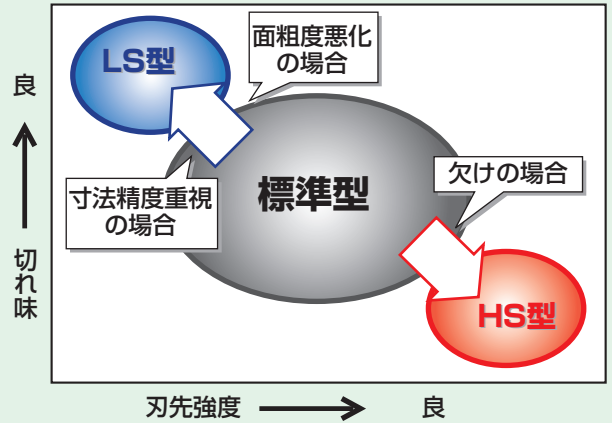 LS型
面粗度悪化
の場合
良
標準型
欠けの場合
寸法精度重視
の場合
切れ味
HS型
刃先強度
良